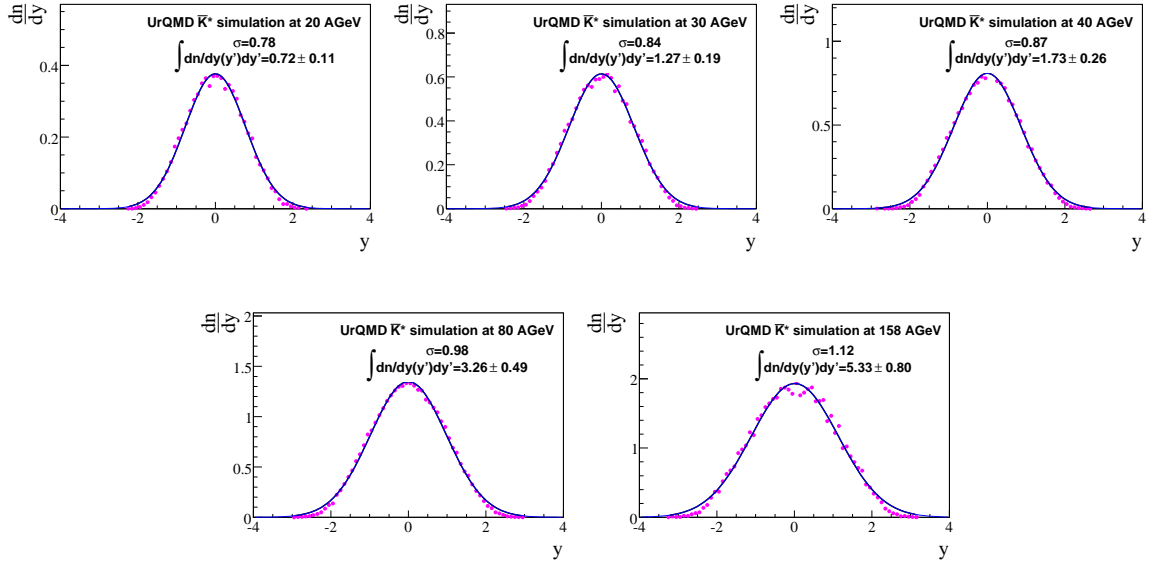 dn
dy
UrQMD K̅* simulation at 20 AGeV
σ=0.78
∫dn/dy(y')dy'=0.72 ± 0.11
0.4
0.2
0
-4 -2 0 2 4
y
dn
dy
UrQMD K̅* simulation at 30 AGeV
σ=0.84
∫dn/dy(y')dy'=1.27 ± 0.19
0.8
0.6
0.4
0.2
0
-4 -2 0 2 4
y
dn
dy
UrQMD K̅* simulation at 40 AGeV
σ=0.87
∫dn/dy(y')dy'=1.73 ± 0.26
1
0.5
0
-4 -2 0 2 4
y
dn
dy
UrQMD K̅* simulation at 80 AGeV
σ=0.98
∫dn/dy(y')dy'=3.26 ± 0.49
2
1.5
1
0.5
0
-4 -2 0 2 4
y
dn
dy
UrQMD K̅* simulation at 158 AGeV
σ=1.12
∫dn/dy(y')dy'=5.33 ± 0.80
2
1
0
-4 -2 0 2 4
y